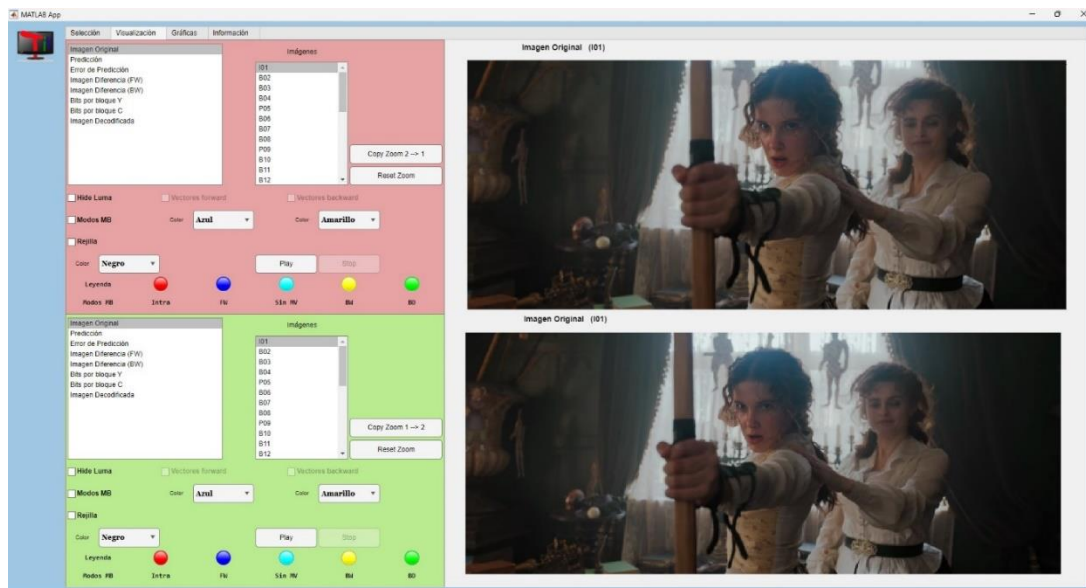 MATLAB App
Selección Visualización Gráficas Información
Imagen Original
Predicción
Error de Predicción
Imagen Diferencia (FW)
Imagen Diferencia (BW)
Bits por bloque Y
Bits por bloque C
Imagen Decodificada
Imágenes
I01
B02
B03
B04
P05
B06
B07
B08
P09
B10
B11
B12
Copy Zoom 2 --> 1
Reset Zoom
Hide Luma Vectores forward Vectores backward
Modos MB Color Azul Color Amarillo
Rejilla
Color Negro Play Stop
Leyenda
Modos MB Intra FW Sin MV BW BD
Imagen Original
Predicción
Error de Predicción
Imagen Diferencia (FW)
Imagen Diferencia (BW)
Bits por bloque Y
Bits por bloque C
Imagen Decodificada
Imágenes
I01
B02
B03
B04
P05
B06
B07
B08
P09
B10
B11
B12
Copy Zoom 1 --> 2
Reset Zoom
Hide Luma Vectores forward Vectores backward
Modos MB Color Azul Color Amarillo
Rejilla
Color Negro Play Stop
Leyenda
Modos MB Intra FW Sin MV BW BD
Imagen Original (I01)
Imagen Original (I01)